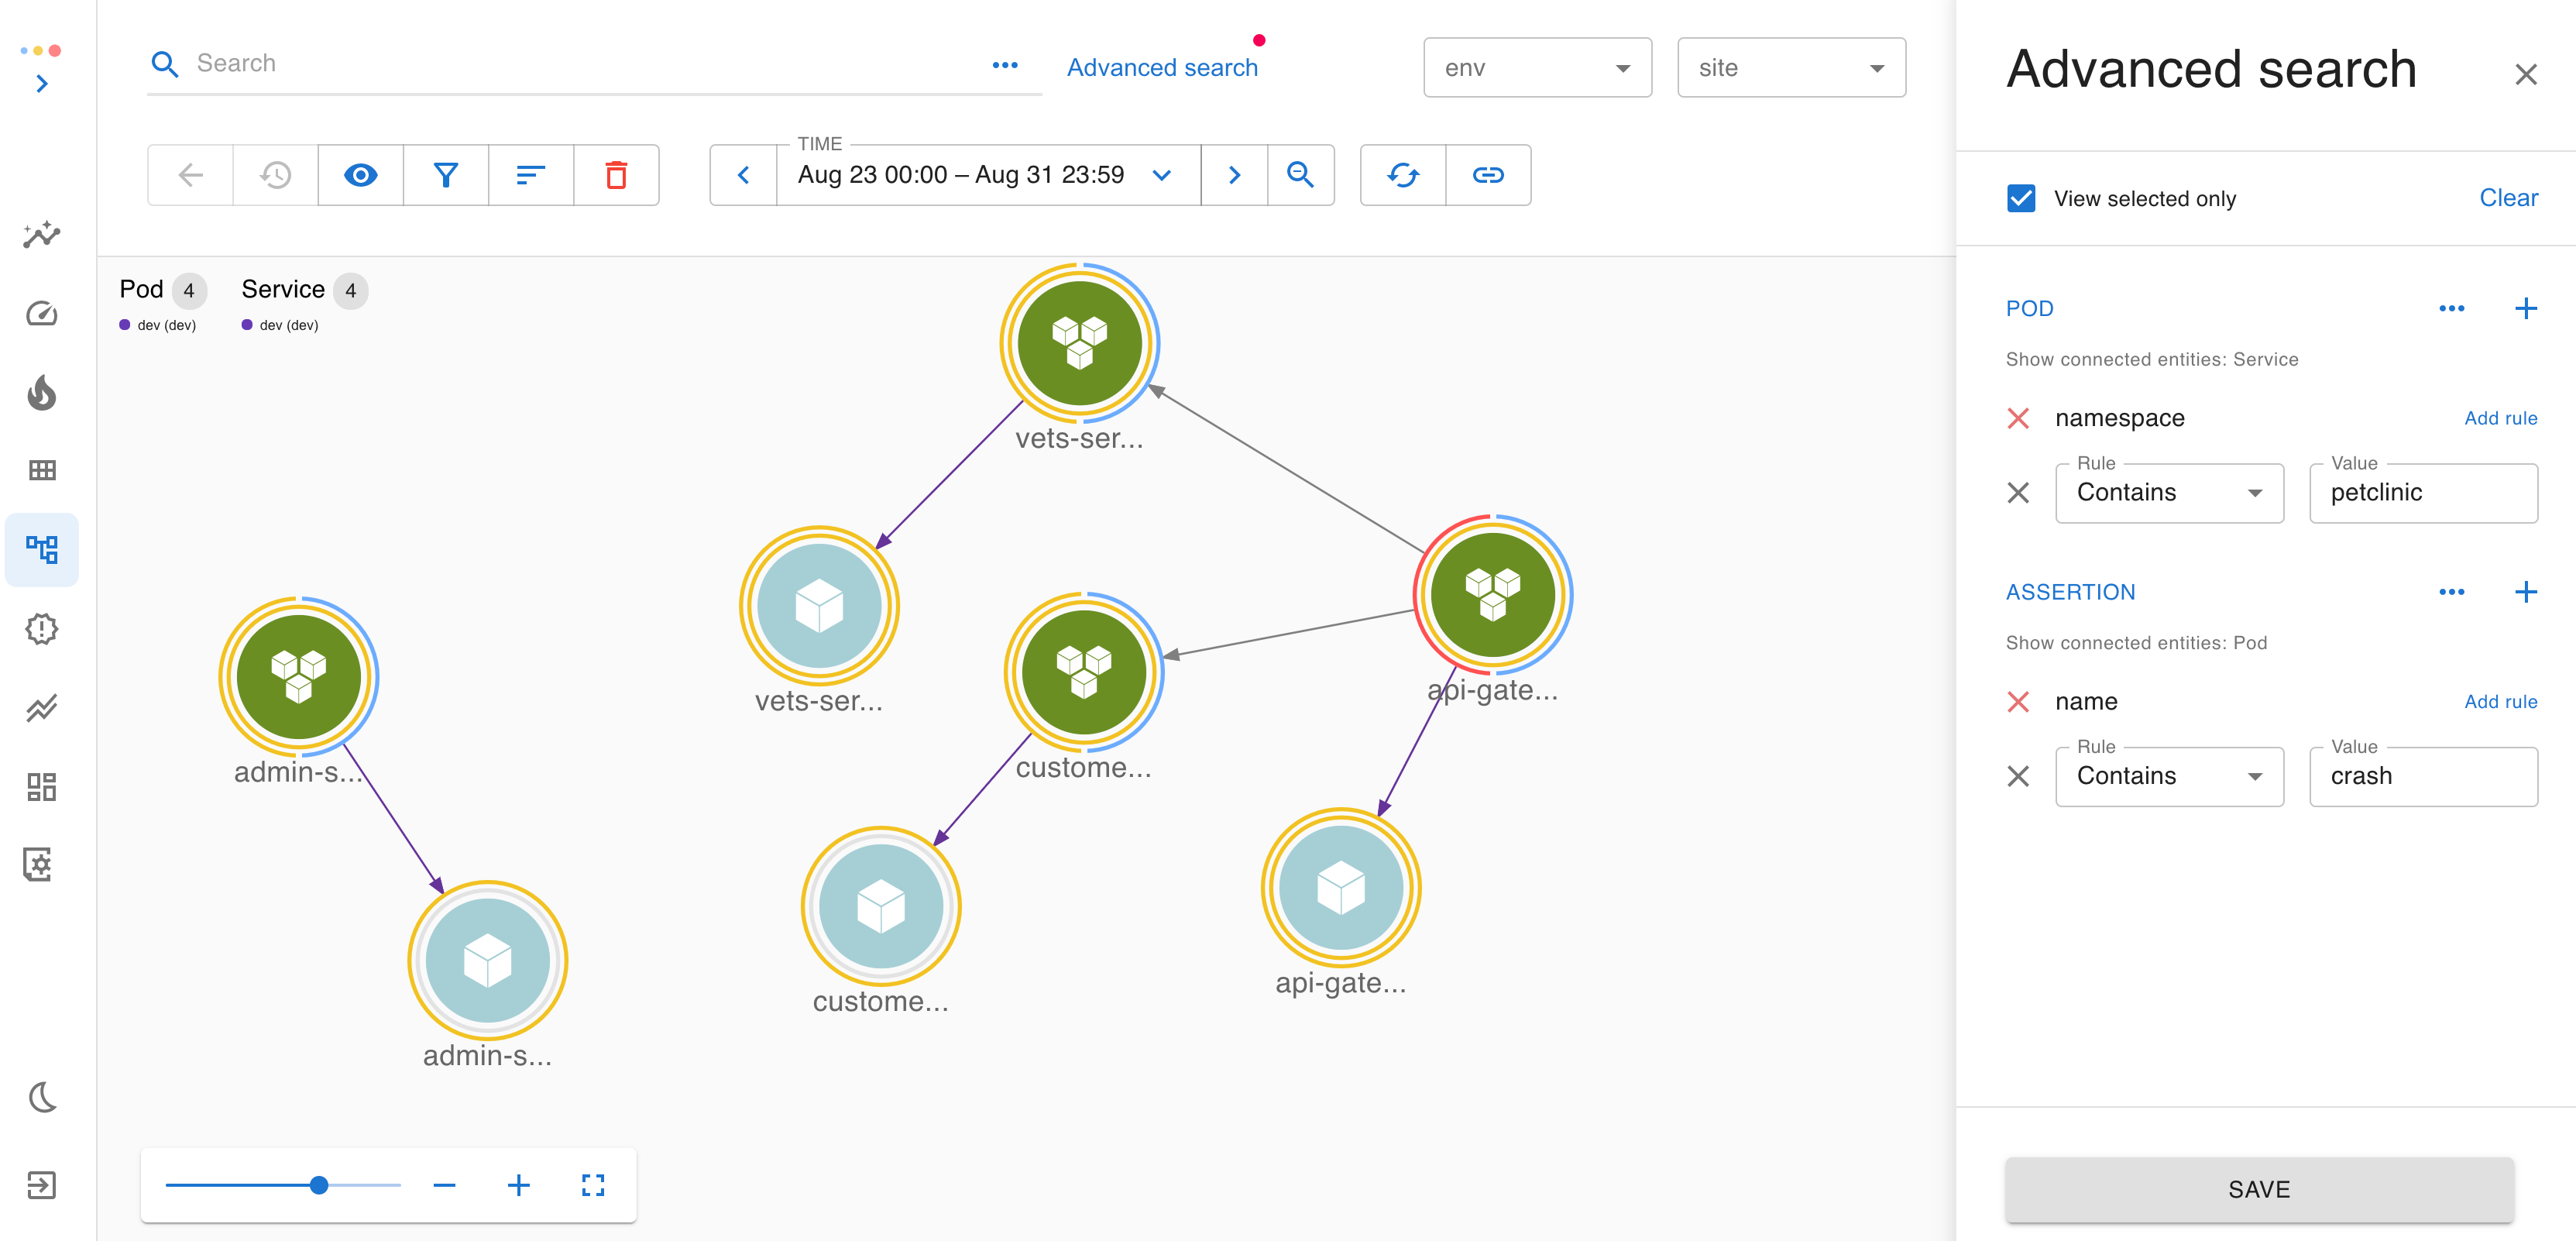 Search
Advanced search
env
site
TIME
Aug 23 00:00 – Aug 31 23:59
Pod 4
dev (dev)
Service 4
dev (dev)
vets-ser...
vets-ser...
api-gate...
custome...
admin-s...
custome...
api-gate...
admin-s...
Advanced search
View selected only
Clear
POD
Show connected entities: Service
namespace
Add rule
Rule
Contains
Value
petclinic
ASSERTION
Show connected entities: Pod
name
Add rule
Rule
Contains
Value
crash
SAVE